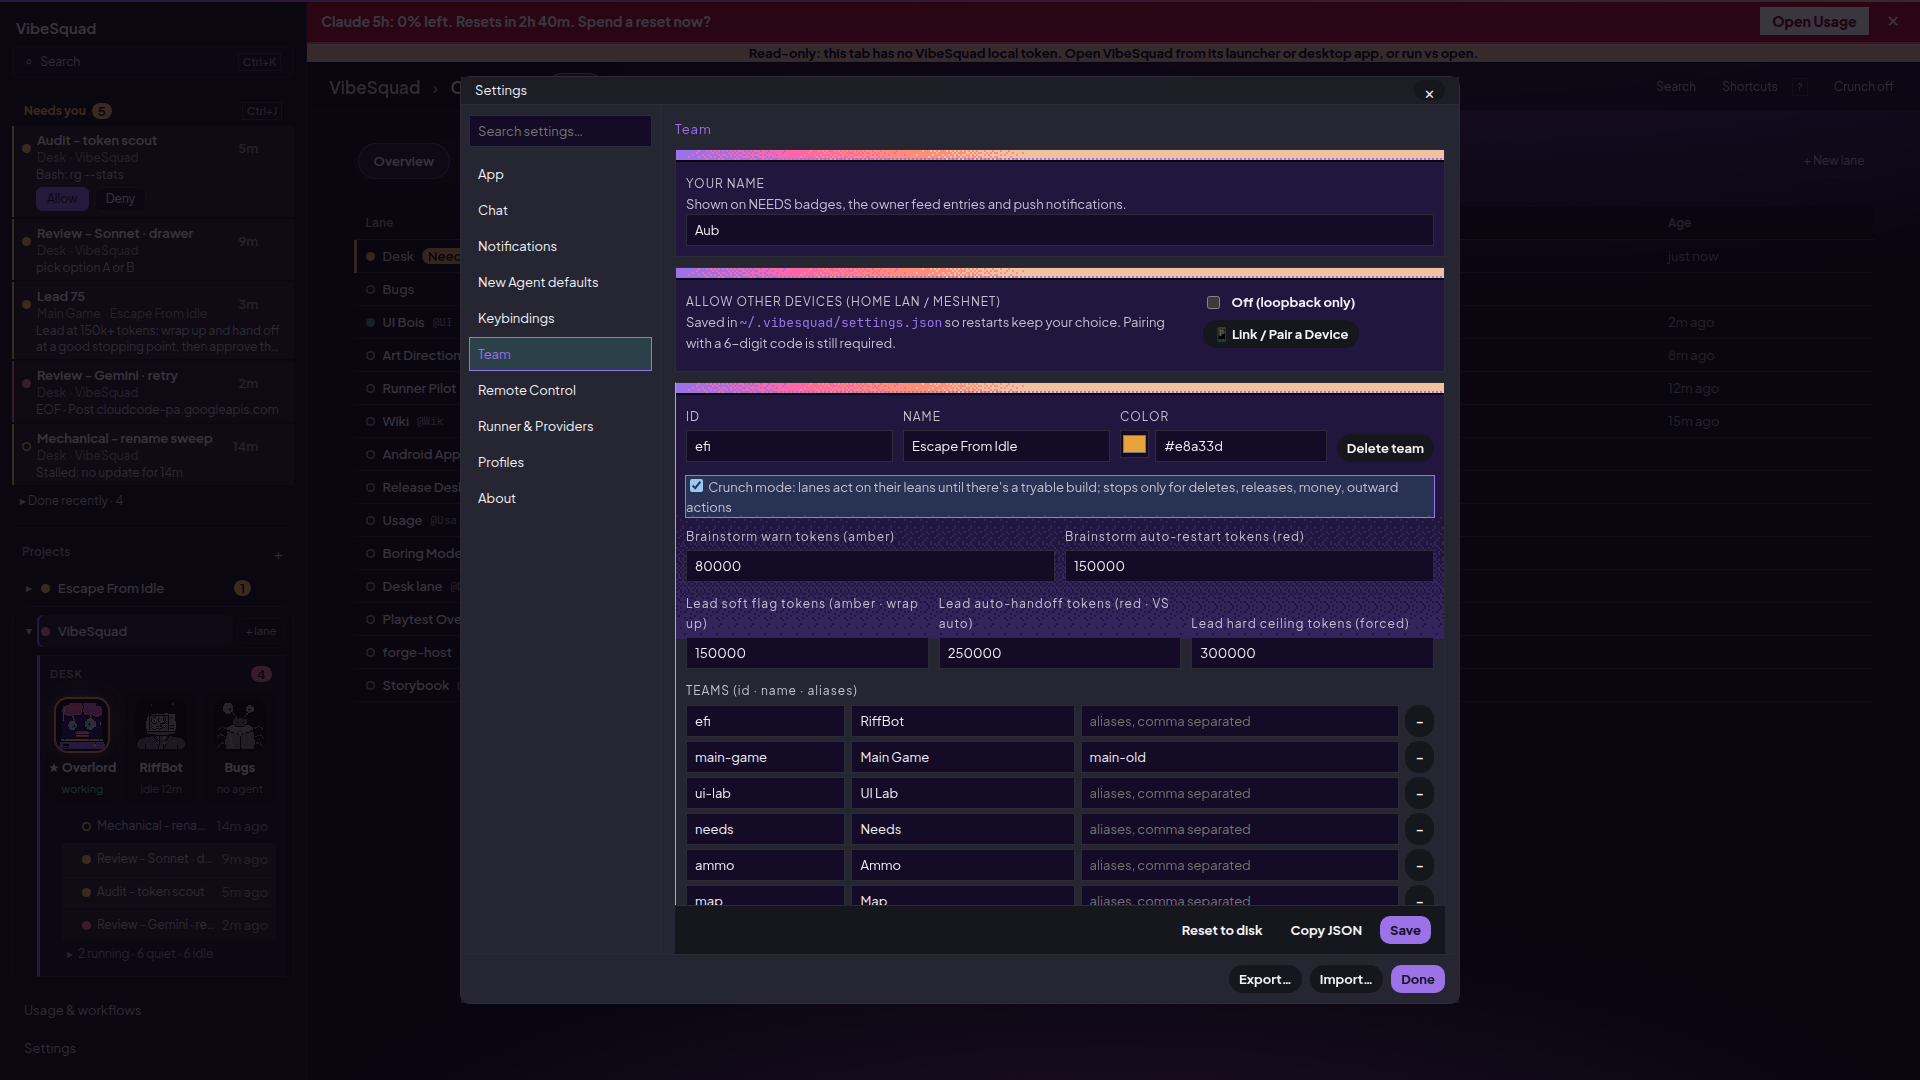 VibeSquad
Search Ctrl+K
Needs you 5 Ctrl+J
Audit - token scout 5m
Desk · VibeSquad
Bash: rg --stats
Allow Deny
Review - Sonnet · drawer 9m
Desk · VibeSquad
pick option A or B
Lead 75 3m
Main Game · Escape From Idle
Lead at 150k+ tokens: wrap up and hand off
at a good stopping point, then approve th...
Review - Gemini · retry 2m
Desk · VibeSquad
EOF · Post cloudcode-pa.googleapis.com
Mechanical - rename sweep 14m
Desk · VibeSquad
Stalled: no update for 14m
Done recently · 4
Projects +
Escape From Idle 1
VibeSquad + lane
DESK 4
★ Overlord RiffBot Bugs
working idle 12m no agent
Mechanical - rena... 14m ago
Review - Sonnet · d... 9m ago
Audit - token scout 5m ago
Review - Gemini · re... 2m ago
2 running · 6 quiet · 6 idle
Usage & workflows
Settings
Claude 5h: 0% left. Resets in 2h 40m. Spend a reset now? Open Usage ×
Read-only: this tab has no VibeSquad local token. Open VibeSquad from its launcher or desktop app, or run vs open.
VibeSquad › Search Shortcuts ? Crunch off
Overview + New lane
Lane Age
Desk just now
Bugs
UI Bois @UI 2m ago
Art Direction 8m ago
Runner Pilot 12m ago
Wiki @Wik 15m ago
Android App
Release Des
Usage @Usa
Boring Mode
Desk lane
Playtest Ove
forge-host
Storybook
Settings ×
Search settings...
App
Chat
Notifications
New Agent defaults
Keybindings
Team
Remote Control
Runner & Providers
Profiles
About
Team
YOUR NAME
Shown on NEEDS badges, the owner feed entries and push notifications.
Aub
ALLOW OTHER DEVICES (HOME LAN / MESHNET)
Saved in ~/.vibesquad/settings.json so restarts keep your choice. Pairing
with a 6-digit code is still required.
Off (loopback only)
Link / Pair a Device
ID NAME COLOR
efi Escape From Idle #e8a33d Delete team
Crunch mode: lanes act on their leans until there's a tryable build; stops only for deletes, releases, money, outward
actions
Brainstorm warn tokens (amber) Brainstorm auto-restart tokens (red)
80000 150000
Lead soft flag tokens (amber · wrap
up)
Lead auto-handoff tokens (red · VS
auto)
Lead hard ceiling tokens (forced)
150000 250000 300000
TEAMS (id · name · aliases)
efi RiffBot aliases, comma separated -
main-game Main Game main-old -
ui-lab UI Lab aliases, comma separated -
needs Needs aliases, comma separated -
ammo Ammo aliases, comma separated -
map Map aliases, comma separated -
Reset to disk Copy JSON Save
Export... Import... Done